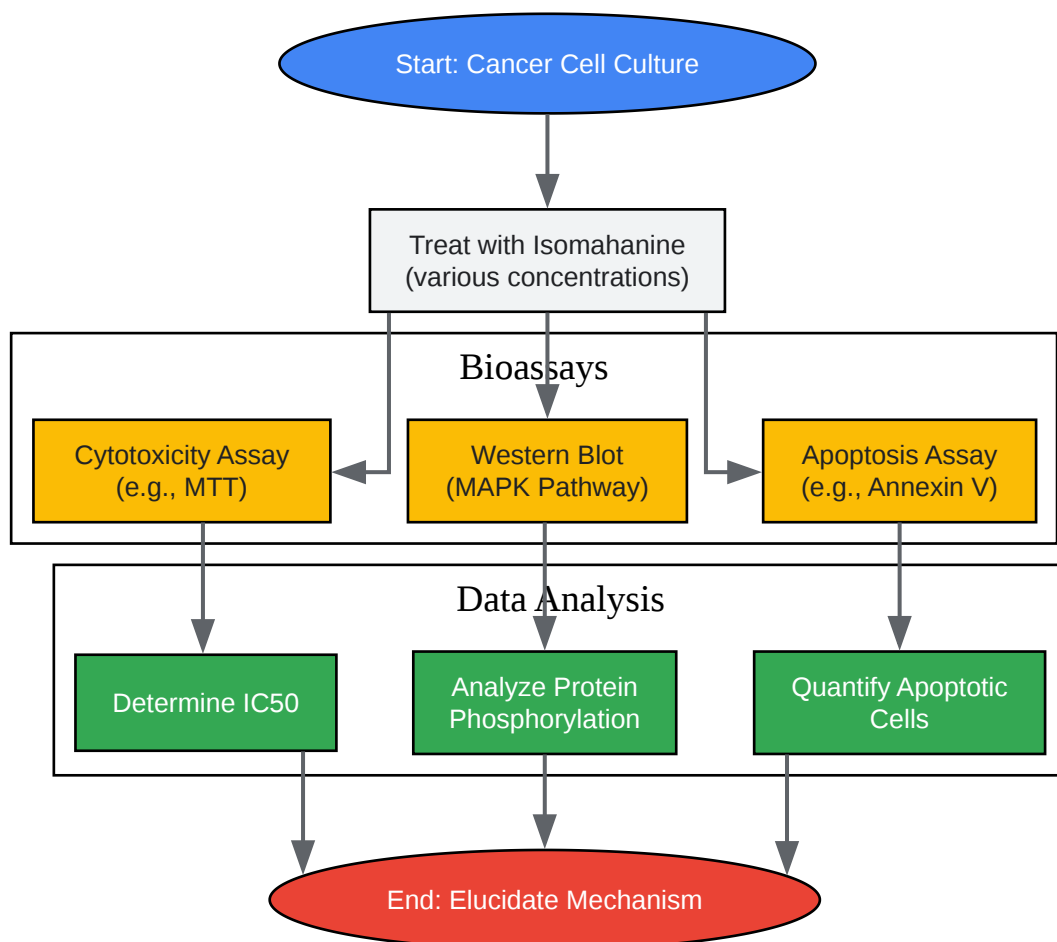 Start: Cancer Cell Culture
Treat with Isomahanine
(various concentrations)
Bioassays
Cytotoxicity Assay
(e.g., MTT)
Western Blot
(MAPK Pathway)
Apoptosis Assay
(e.g., Annexin V)
Data Analysis
Determine IC50
Analyze Protein
Phosphorylation
Quantify Apoptotic
Cells
End: Elucidate Mechanism